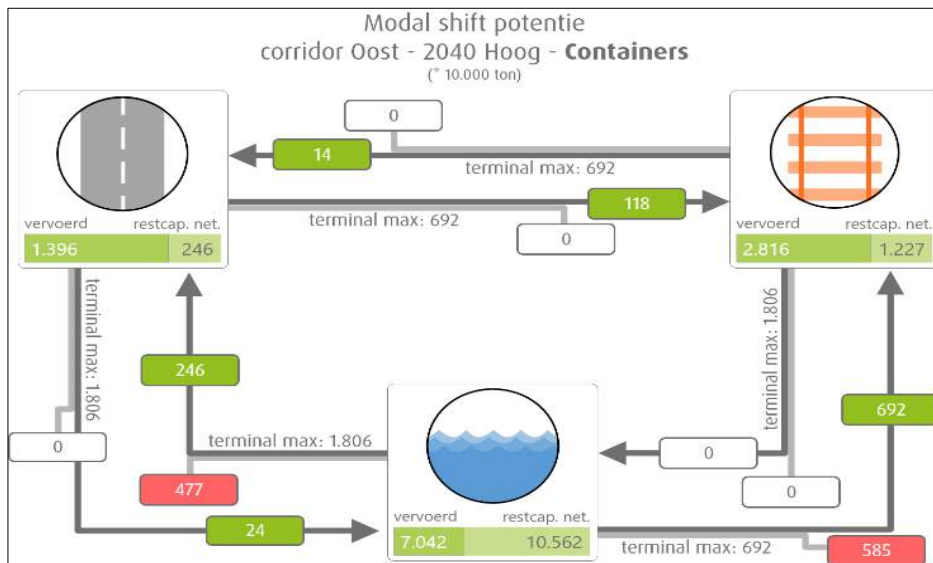 Modal shift potentie
corridor Oost - 2040 Hoog - Containers
(* 10.000 ton)
0
14
terminal max: 692
terminal max: 692
118
0
vervoerd restcap. net.
1.396 246
vervoerd restcap. net.
2.816 1.227
terminal max: 1.806
0
24
246
terminal max: 1.806
477
terminal max: 1.806
0
0
vervoerd restcap. net.
7.042 10.562
692
terminal max: 692
585